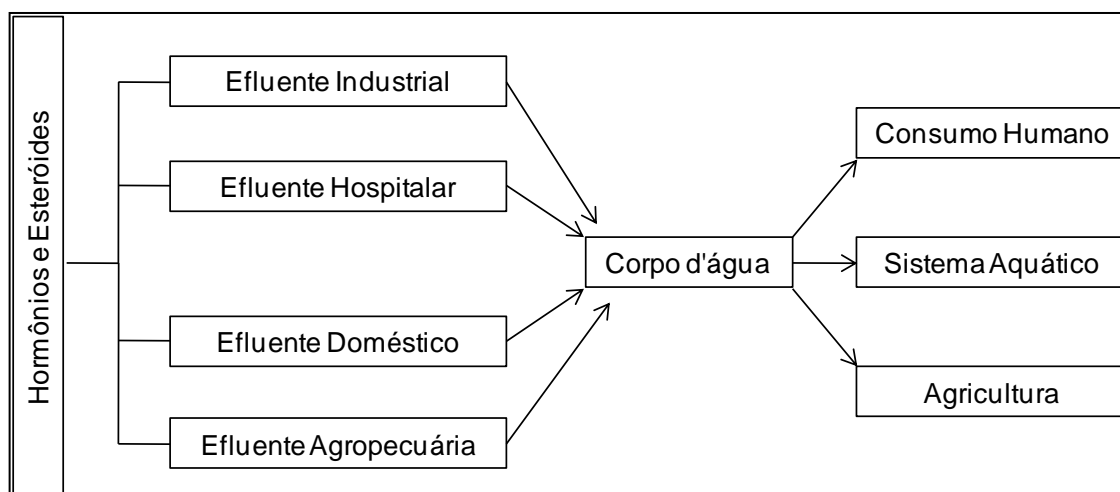 Hormônios e Esteróides
Efluente Industrial
Efluente Hospitalar
Efluente Doméstico
Efluente Agropecuária
Corpo d'água
Consumo Humano
Sistema Aquático
Agricultura